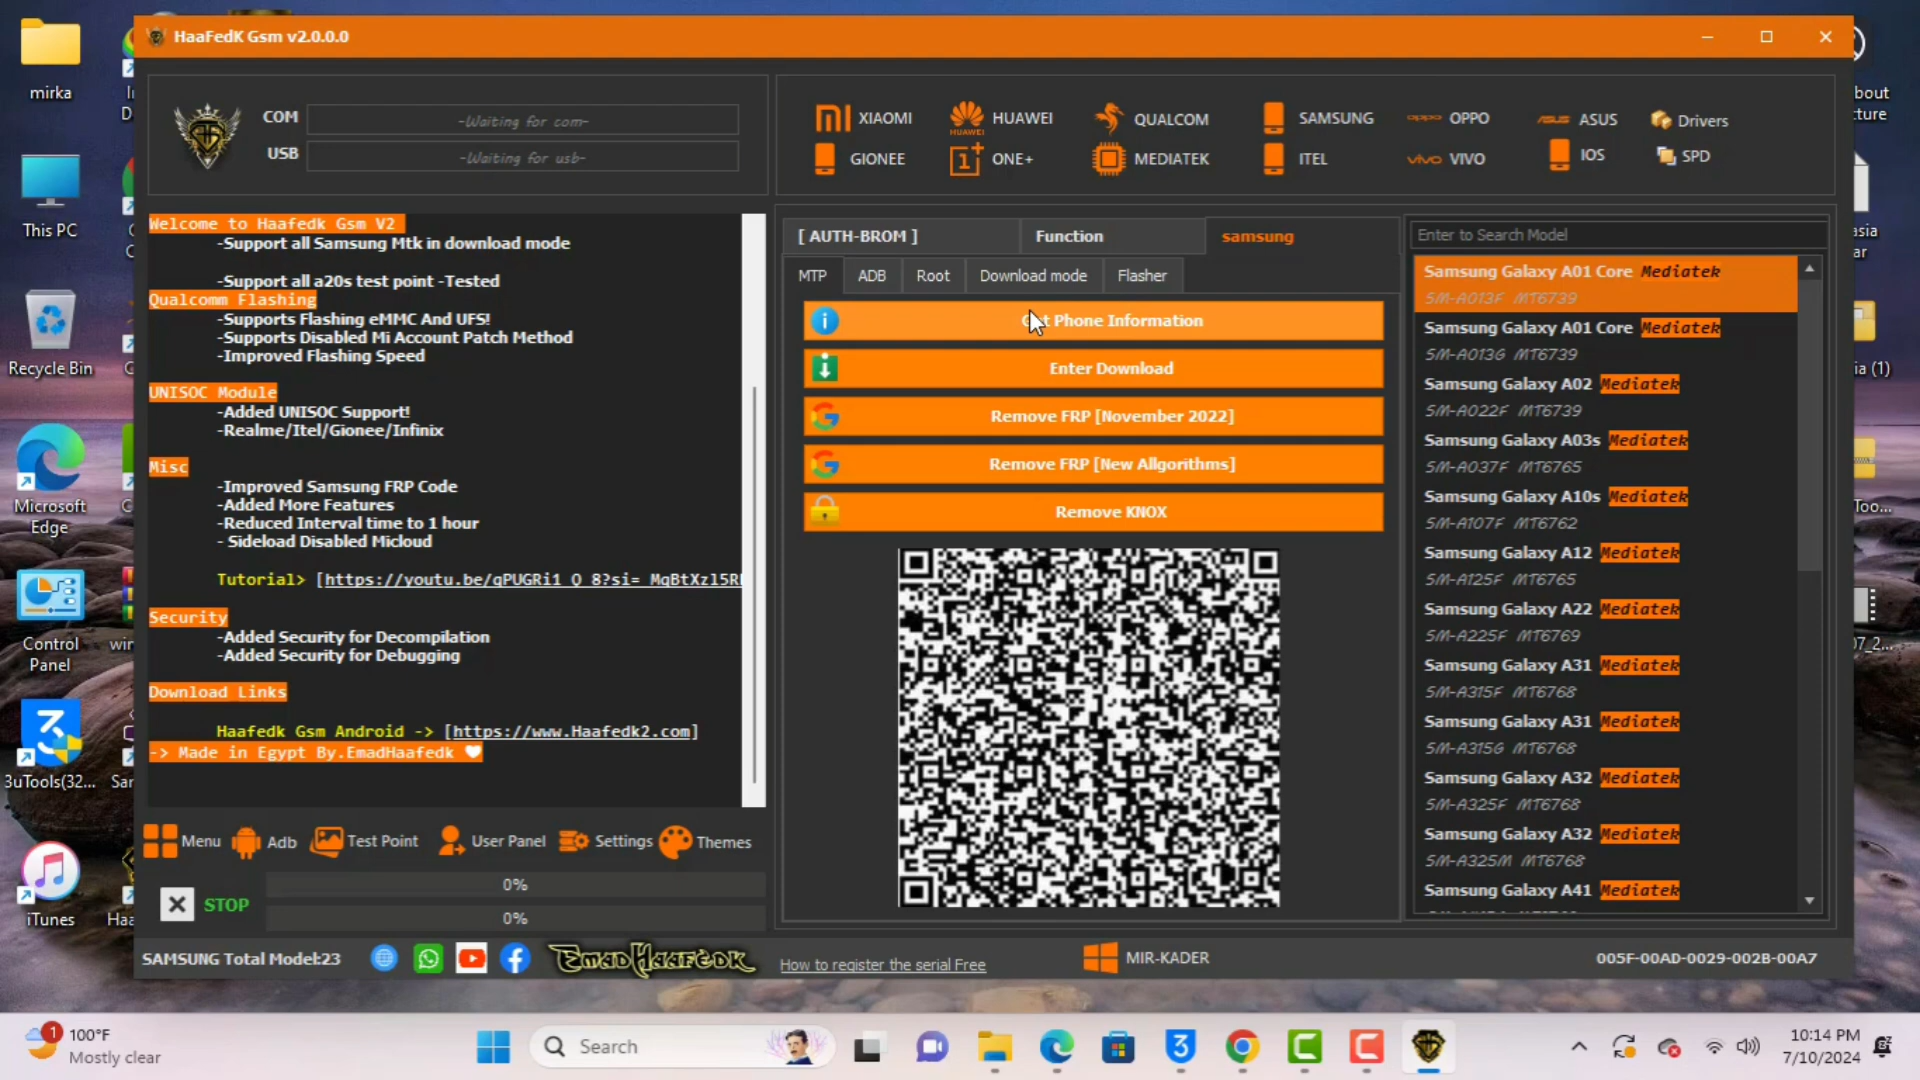 HaaFedK Gsm v2.0.0.0
mirka
This PC
Recycle Bin
Microsoft
Edge
Control
Panel
3uTools(32...
iTunes
COM
-Waiting for com-
USB
-Waiting for usb-
XIAOMI
HUAWEI
HUAWEI
QUALCOMM
SAMSUNG
oppo OPPO
ASUS
Drivers
GIONEE
ONE+
MEDIATEK
ITEL
vivo VIVO
IOS
SPD
Welcome to Haafedk Gsm V2
-Support all Samsung Mtk in download mode
-Support all a20s test point -Tested
Qualcomm Flashing
-Supports Flashing eMMC And UFS!
-Supports Disabled Mi Account Patch Method
-Improved Flashing Speed
UNISOC Module
-Added UNISOC Support!
-Realme/Itel/Gionee/Infinix
Misc
-Improved Samsung FRP Code
-Added More Features
-Reduced Interval time to 1 hour
- Sideload Disabled Micloud
Tutorial> [https://youtu.be/
Security
-Added Security for Decompilation
-Added Security for Debugging
Download Links
Haafedk Gsm Android -> [https://www.Haafedk2.com]
-> Made in Egypt By.EmadHaafedk
Menu
Adb
Test Point
User Panel
Settings
Themes
STOP
0%
0%
[ AUTH-BROM ]
Function
samsung
MTP
ADB
Root
Download mode
Flasher
Phone Information
Enter Download
Remove FRP [November 2022]
Remove FRP [New Allgorithms]
Remove KNOX
Enter to Search Model
Samsung Galaxy A01 Core Mediatek
SM-A013F MT6739
Samsung Galaxy A01 Core Mediatek
SM-A013G MT6739
Samsung Galaxy A02 Mediatek
SM-A022F MT6739
Samsung Galaxy A03s Mediatek
SM-A037F MT6765
Samsung Galaxy A10s Mediatek
SM-A107F MT6762
Samsung Galaxy A12 Mediatek
SM-A125F MT6765
Samsung Galaxy A22 Mediatek
SM-A225F MT6769
Samsung Galaxy A31 Mediatek
SM-A315F MT6768
Samsung Galaxy A31 Mediatek
SM-A315G MT6768
Samsung Galaxy A32 Mediatek
SM-A325F MT6768
Samsung Galaxy A32 Mediatek
SM-A325M MT6768
Samsung Galaxy A41 Mediatek
SAMSUNG Total Model:23
EmadHaafedk
How to register the serial Free
MIR-KADER
005F-00AD-0029-002B-00A7
1
100°F
Mostly clear
Search
10:14 PM
7/10/2024